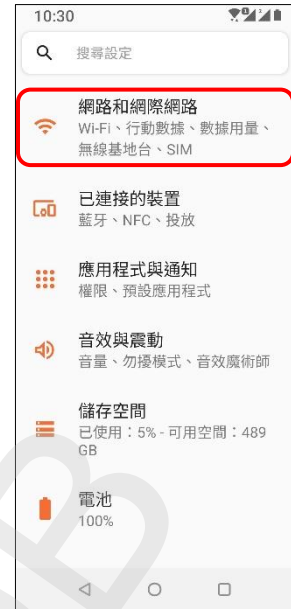 10:30
搜尋設定
網路和網際網路
Wi-Fi、行動數據、數據用量、
無線基地台、SIM
已連接的裝置
藍牙、NFC、投放
應用程式與通知
權限、預設應用程式
音效與震動
音量、勿擾模式、音效魔術師
儲存空間
已使用：5% - 可用空間：489
GB
電池
100%